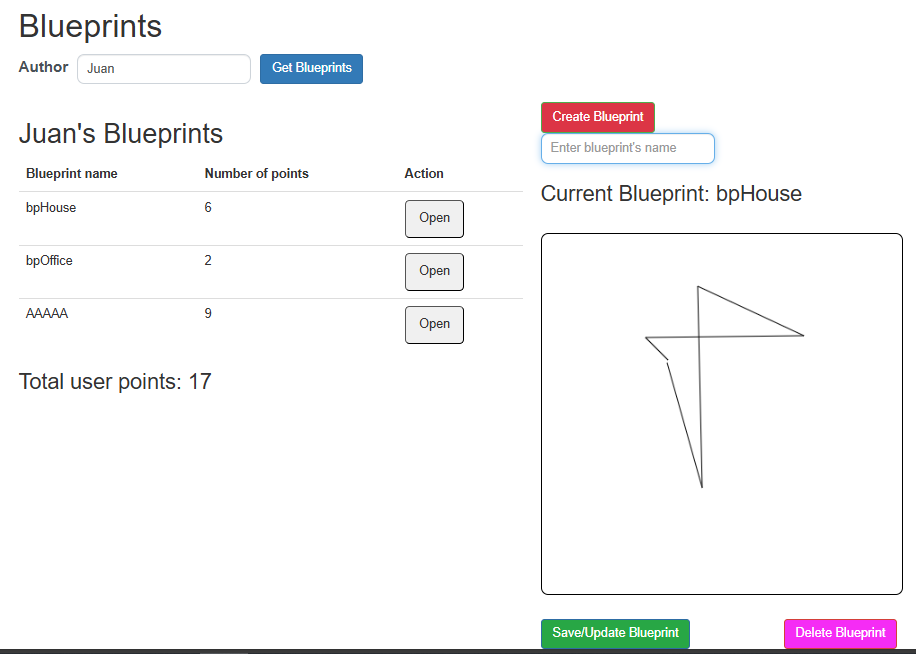 Blueprints
Author Juan Get Blueprints
Juan's Blueprints
Blueprint name Number of points Action
bpHouse 6 Open
bpOffice 2 Open
AAAAA 9 Open
Total user points: 17
Create Blueprint
Enter blueprint's name
Current Blueprint: bpHouse
Save/Update Blueprint Delete Blueprint